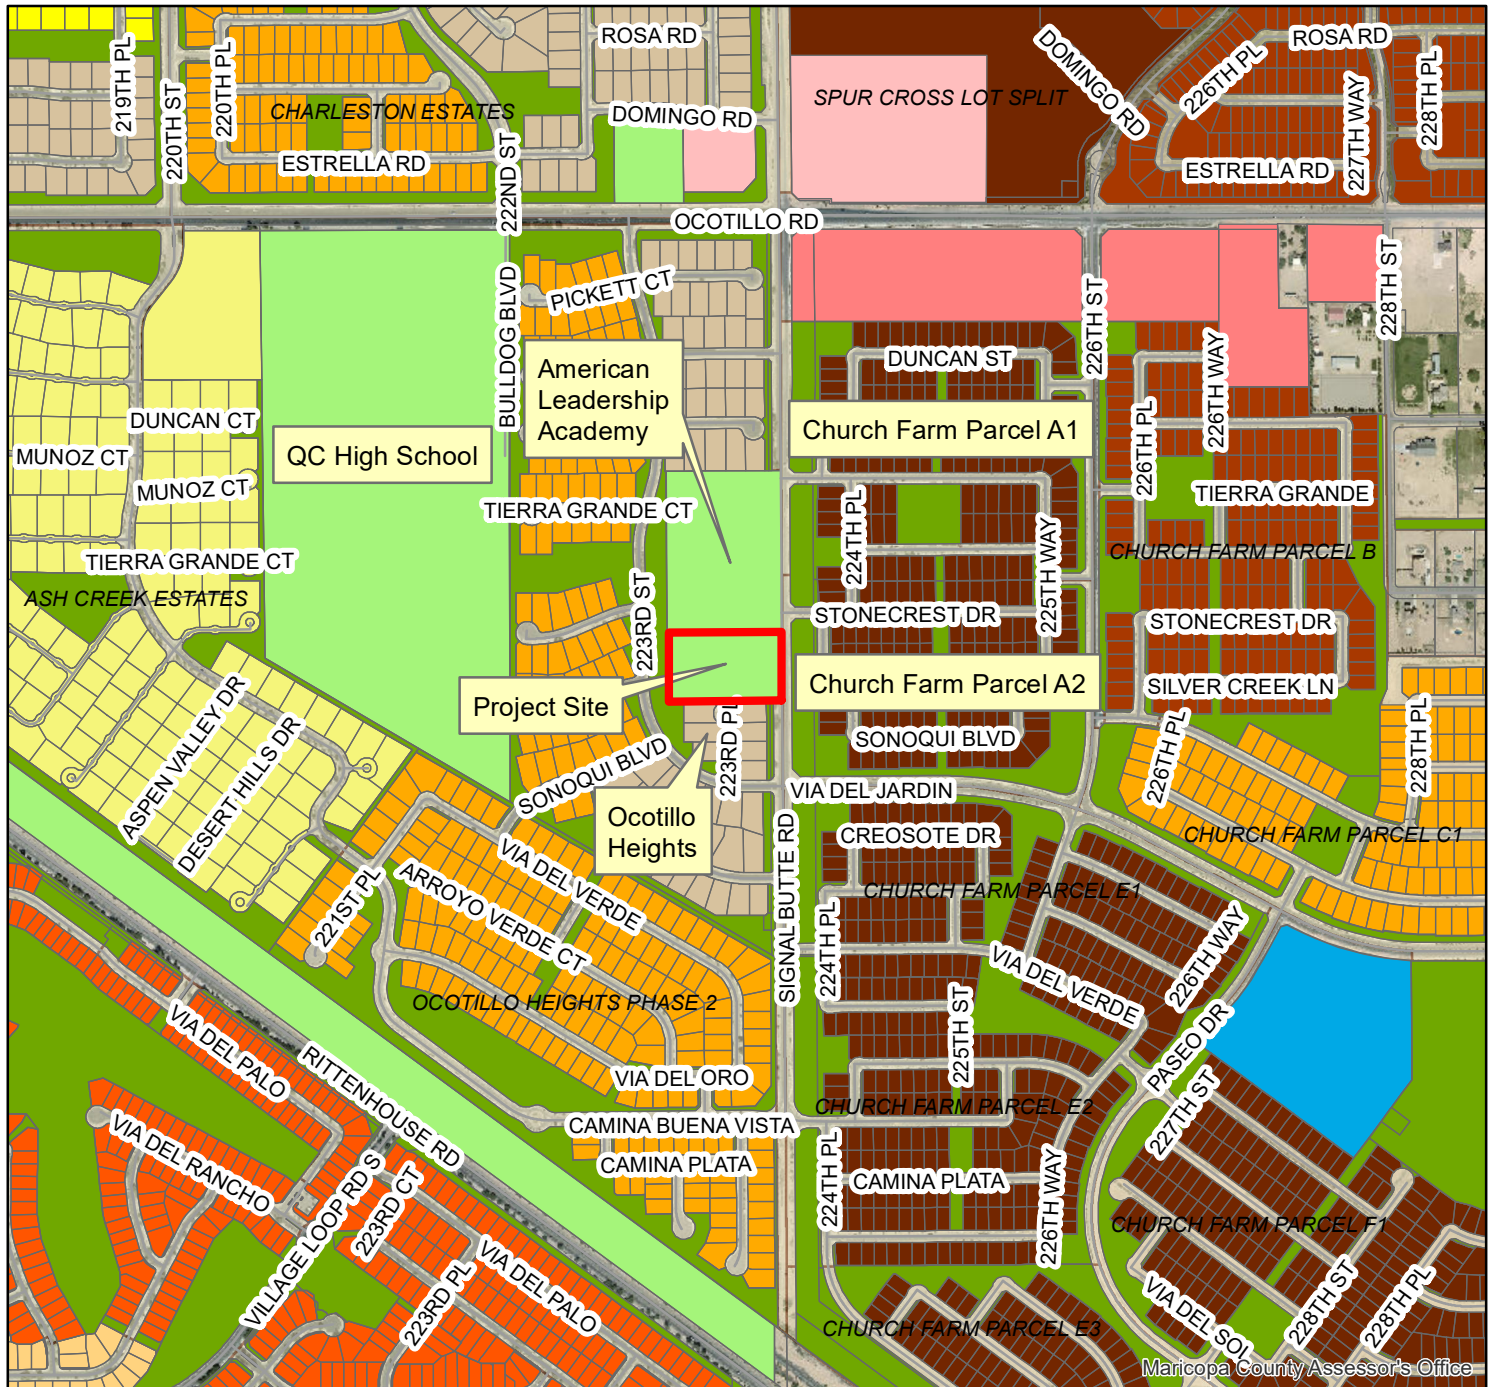 ROSA RD
DOMINGO RD
226TH PL
ROSA RD
228TH PL
219TH PL
220TH ST
220TH PL
CHARLESTON ESTATES
DOMINGO RD
SPUR CROSS LOT SPLIT
227TH WAY
ESTRELLA RD
222ND ST
ESTRELLA RD
OCOTILLO RD
BULLDOG BLVD
PICKETT CT
226TH ST
228TH ST
DUNCAN ST
226TH WAY
American
Leadership
Academy
DUNCAN CT
MUNOZ CT
QC High School
Church Farm Parcel A1
226TH PL
MUNOZ CT
TIERRA GRANDE CT
224TH PL
TIERRA GRANDE
225TH WAY
CHURCH FARM PARCEL B
TIERRA GRANDE CT
ASH CREEK ESTATES
223RD ST
STONECREST DR
STONECREST DR
Project Site
Church Farm Parcel A2
SILVER CREEK LN
ASPEN VALLEY DR
DESERT HILLS DR
SONOQUI BLVD
223RD PL
SONOQUI BLVD
226TH PL
228TH PL
VIA DEL JARDIN
Ocotillo
Heights
CREOSOTE DR
CHURCH FARM PARCEL C1
VIA DEL VERDE
SIGNAL BUTTE RD
CHURCH FARM PARCEL E1
221ST PL
ARROYO VERDE CT
224TH PL
VIA DEL VERDE
226TH WAY
OCOTILLO HEIGHTS PHASE 2
VIA DEL PALO
225TH ST
PASEO DR
RITTENHOUSE RD
VIA DEL ORO
CHURCH FARM PARCEL E2
227TH ST
VIA DEL RANCHO
CAMINA BUENA VISTA
CAMINA PLATA
224TH PL
CAMINA PLATA
226TH WAY
VILLAGE LOOP RD S
223RD CT
CHURCH FARM PARCEL F1
223RD PL
VIA DEL PALO
VIA DEL SOL
228TH ST
228TH PL
CHURCH FARM PARCEL E3
Maricopa County Assessor's Office